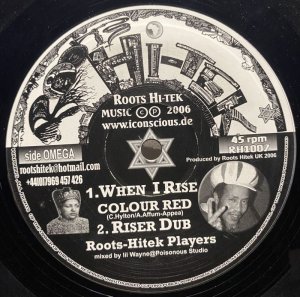 HI-TEK
ROOTS HI-TEK
MUSIC © ℗ 2006
www.iconscious.de
side OMEGA
45 rpm
RH1007
rootshitek@hotmail.com
Produced by Roots Hitek UK 2006
+44(0)7969 457 426
1.WHEN I RISE
COLOUR RED
(C.Hylton/A.Affum-Appea)
2. RISER DUB
Roots-Hitek Players
mixed by lil Wayne@Poisonous Studio